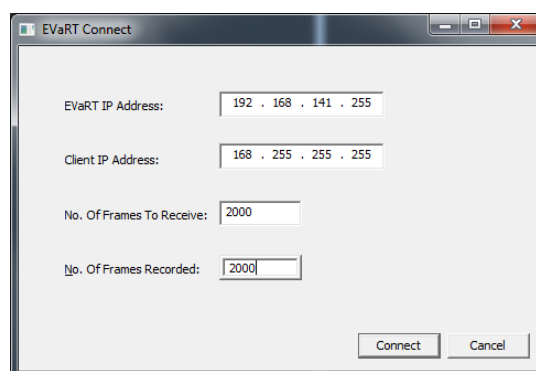 EVaRT Connect
EVaRT IP Address: 192 . 168 . 141 . 255
Client IP Address: 168 . 255 . 255 . 255
No. Of Frames To Receive: 2000
No. Of Frames Recorded: 2000
Connect Cancel